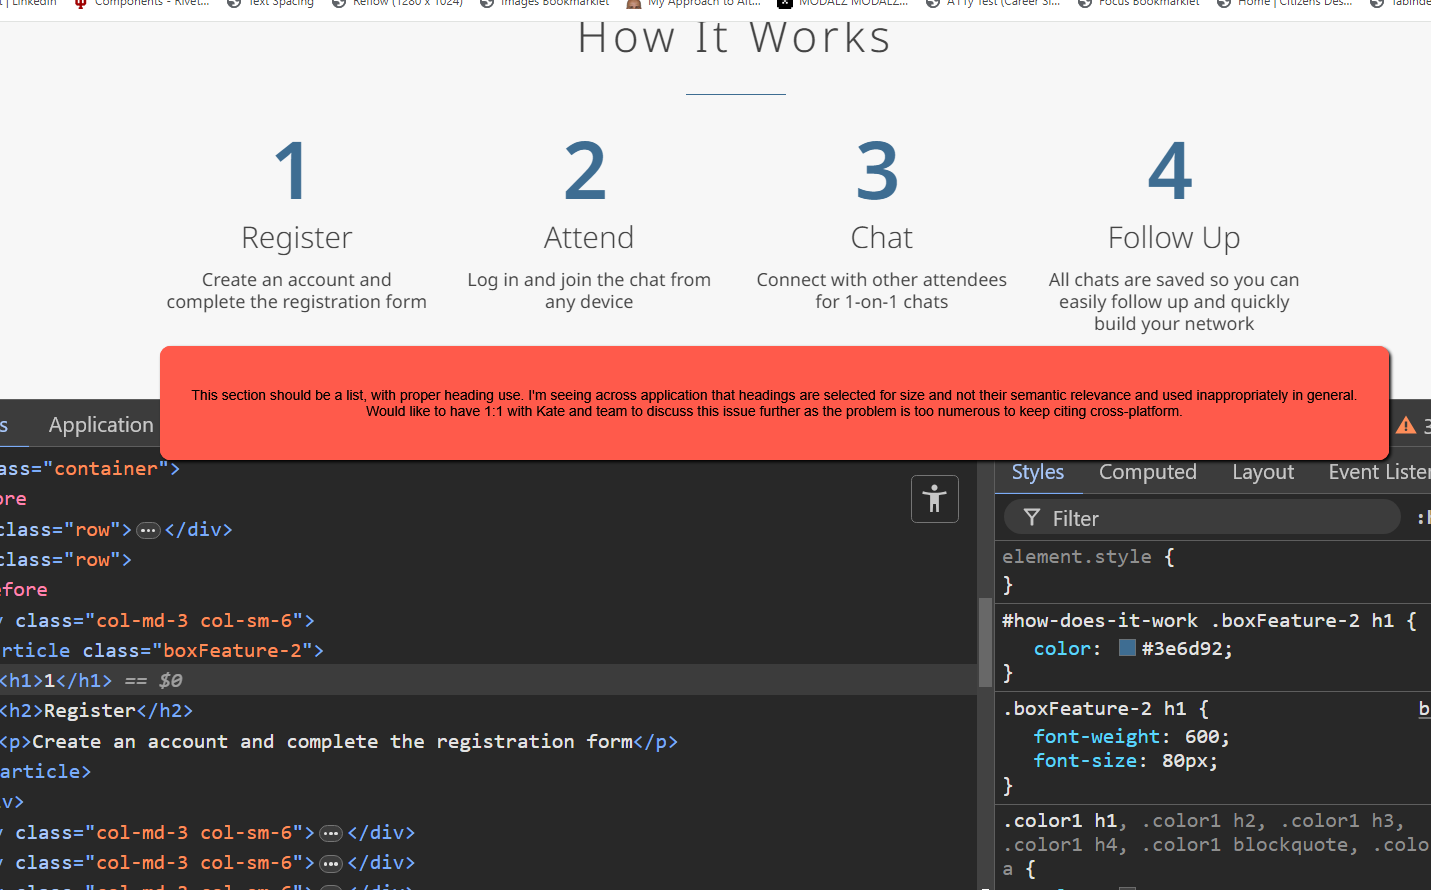 LinkedIn Components - Rivet... Text Spacing Reflow (1280 x 1024) Images Bookmarklet My Approach to Alt... MODALZ MODALZ... A11y Test (Career Si... Focus Bookmarklet Home | Citizens Des...
How It Works
1 2 3 4
Register Attend Chat Follow Up
Create an account and complete the registration form
Log in and join the chat from any device
Connect with other attendees for 1-on-1 chats
All chats are saved so you can easily follow up and quickly build your network
This section should be a list, with proper heading use. I'm seeing across application that headings are selected for size and not their semantic relevance and used inappropriately in general.
Would like to have 1:1 with Kate and team to discuss this issue further as the problem is too numerous to keep citing cross-platform.
s Application
ass="container">
ore
class="row"> ... </div>
class="row">
efore
class="col-md-3 col-sm-6">
rticle class="boxFeature-2">
<h1>1</h1> == $0
<h2>Register</h2>
<p>Create an account and complete the registration form</p>
article>
iv>
class="col-md-3 col-sm-6"> ... </div>
class="col-md-3 col-sm-6"> ... </div>
class="col-md-3 col-sm-6"> ... </div>
3
Styles Computed Layout Event Liste
Filter
element.style {
}
#how-does-it-work .boxFeature-2 h1 {
color: #3e6d92;
}
.boxFeature-2 h1 { b
font-weight: 600;
font-size: 80px;
}
.color1 h1, .color1 h2, .color1 h3,
.color1 h4, .color1 blockquote, .colo
a {